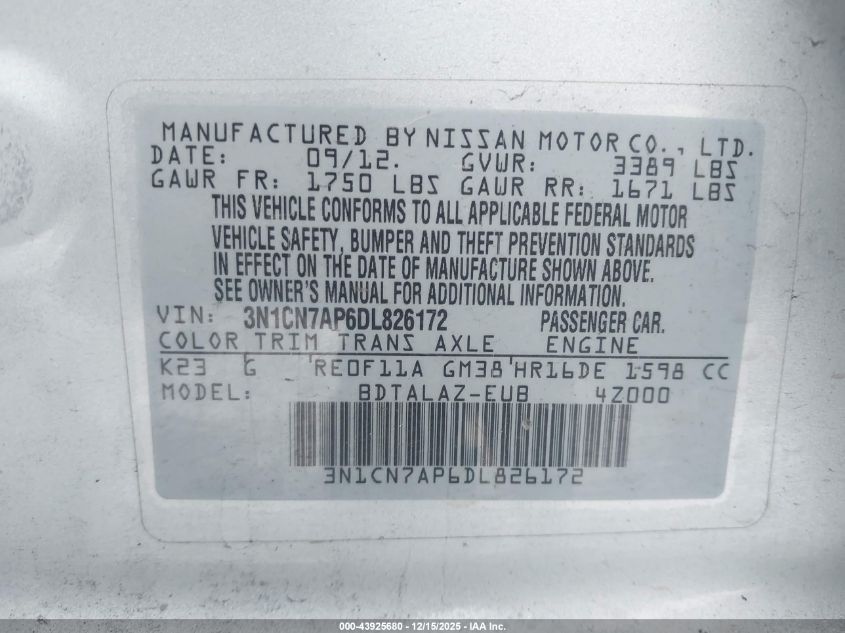 MANUFACTURED BY NISSAN MOTOR CO., LTD.
DATE: 09/12. GVWR: 3389 LBS
GAWR FR: 1750 LBS GAWR RR: 1671 LBS
THIS VEHICLE CONFORMS TO ALL APPLICABLE FEDERAL MOTOR
VEHICLE SAFETY, BUMPER AND THEFT PREVENTION STANDARDS
IN EFFECT ON THE DATE OF MANUFACTURE SHOWN ABOVE.
SEE OWNER'S MANUAL FOR ADDITIONAL INFORMATION.
VIN: 3N1CN7AP6DL826172 PASSENGER CAR.
COLOR TRIM TRANS AXLE ENGINE
K23 G RE0F11A GM38 HR16DE 1598 CC
MODEL: BDTALAZ-EUB 4Z000
3N1CN7AP6DL826172
000-43925680 - 12/15/2025 - IAA Inc.